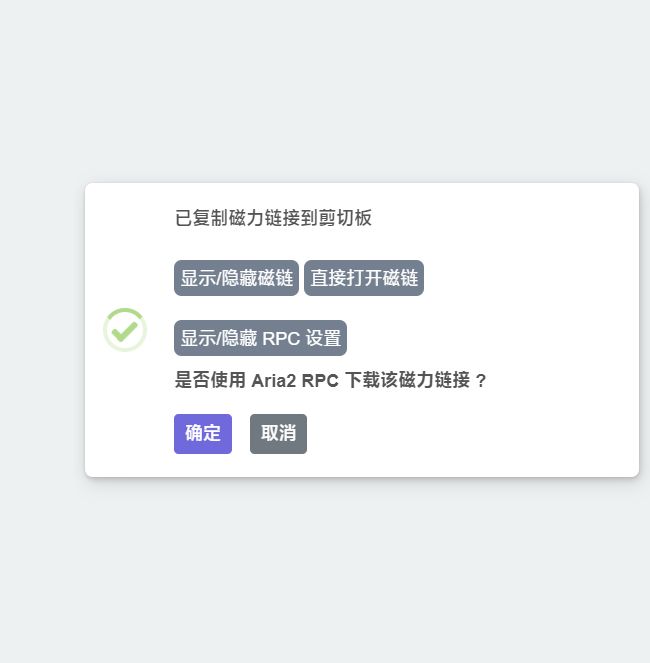 已复制磁力链接到剪切板
显示/隐藏磁链 直接打开磁链
显示/隐藏 RPC 设置
是否使用 Aria2 RPC 下载该磁力链接？
确定 取消